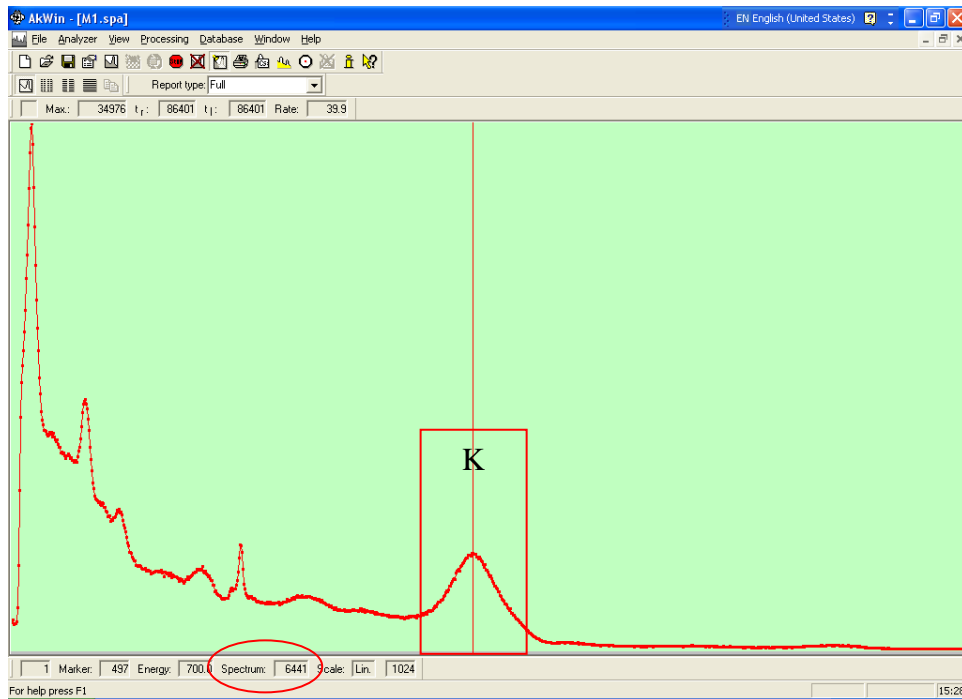 AkWin - [M1.spa] EN English (United States)
File Analyzer View Processing Database Window Help
Report type: Full
Max.: 34976 tr: 86401 tl: 86401 Rate: 39.9
K
1 Marker: 497 Energy: 700.0 Spectrum: 6441 Scale: Lin. 1024
For help press F1 15:28